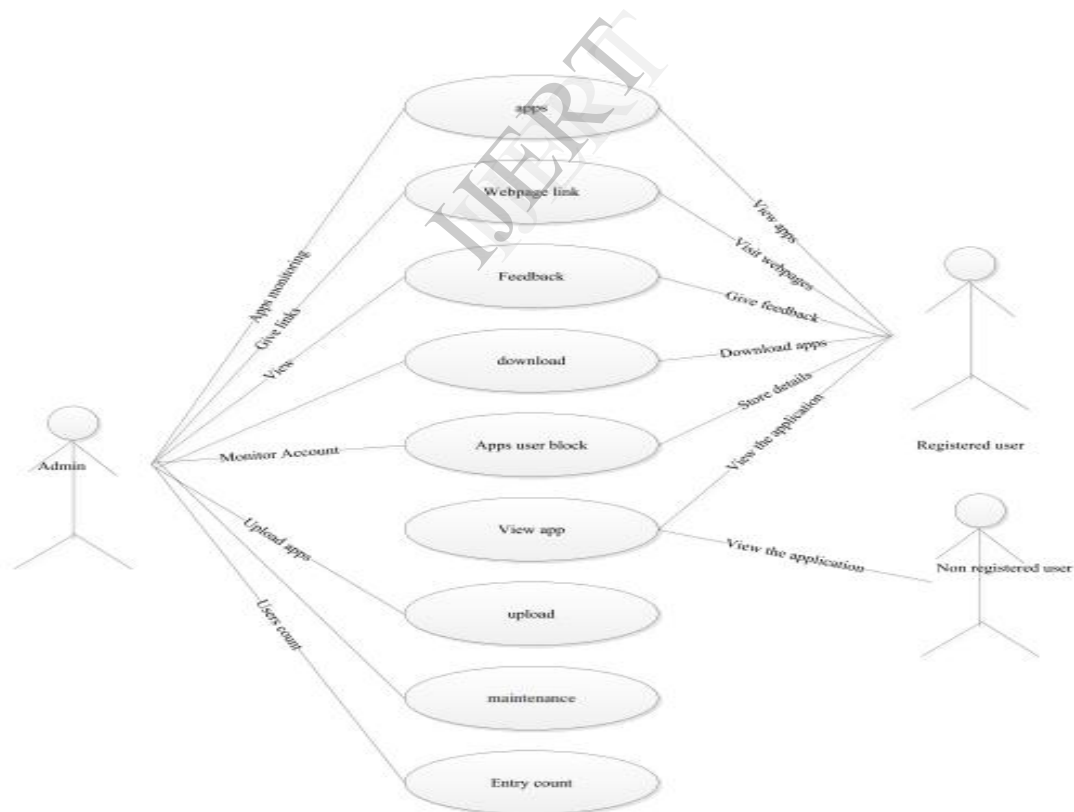 IJERT
apps
Webpage link
Feedback
download
Apps user block
View app
upload
maintenance
Entry count
Apps monitoring
Give links
View
Monitor Account
Upload apps
Users count
View apps
Visit webpages
Give feedback
Download apps
Store details
View the application
View the application
Admin
Registered user
Non registered user